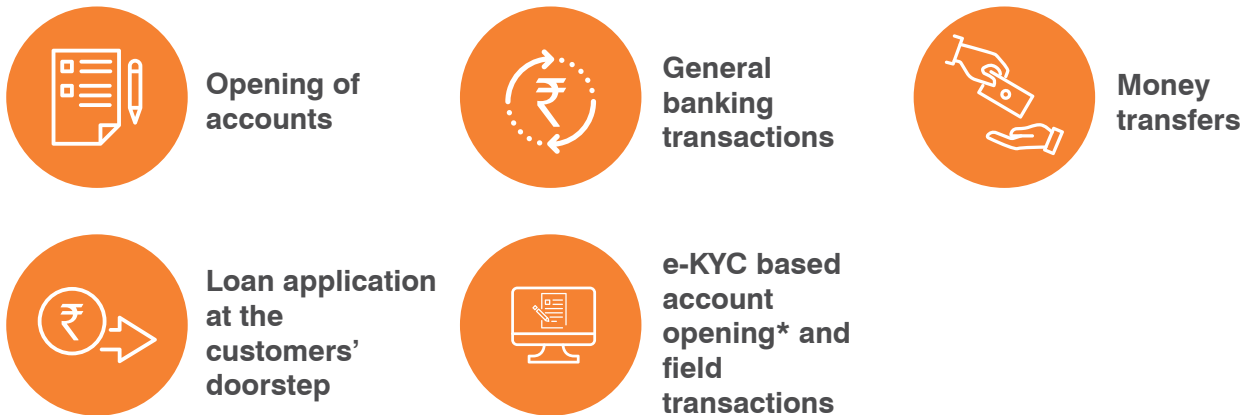 Opening of
accounts
General
banking
transactions
Money
transfers
Loan application
at the
customers’
doorstep
e-KYC based
account
opening* and
field
transactions